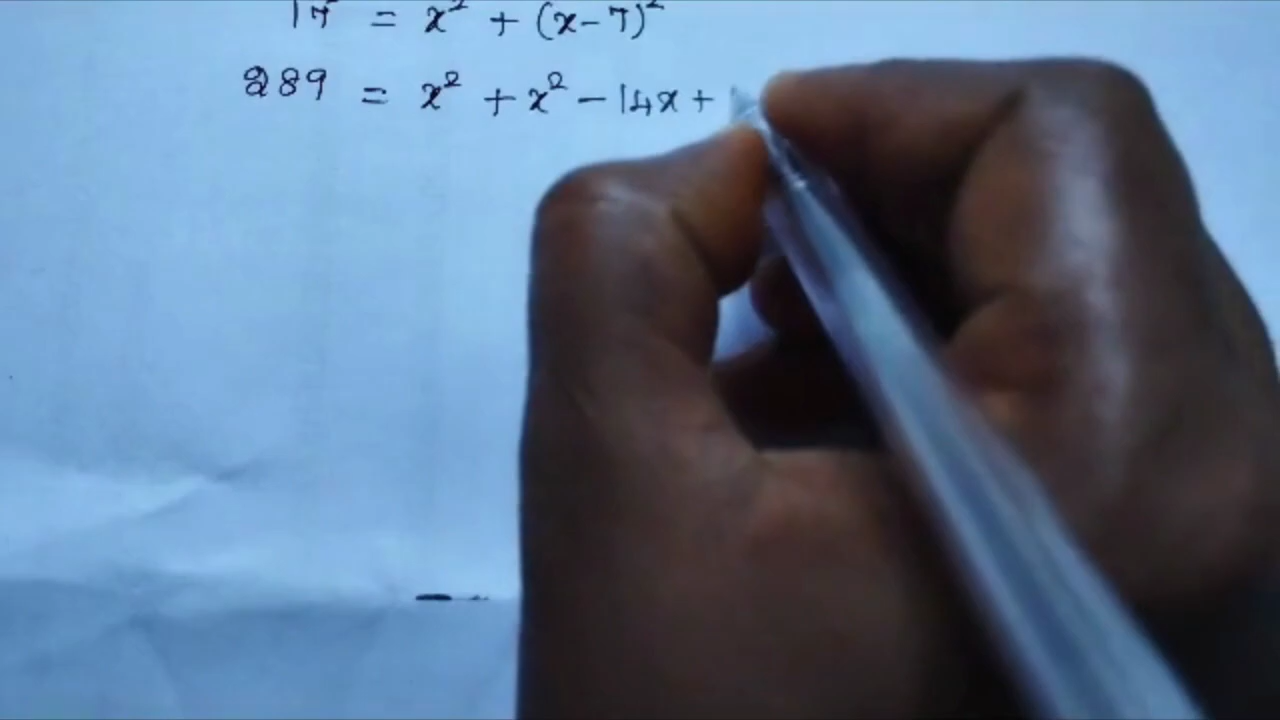 17² = x² + (x-7)²
289 = x² + x² - 14x +